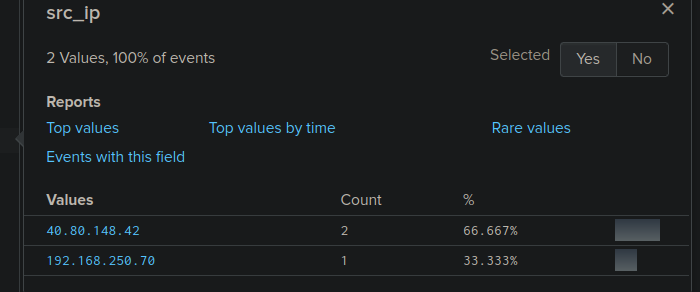 src_ip
2 Values, 100% of events Selected Yes No
Reports
Top values Top values by time Rare values
Events with this field
Values Count %
40.80.148.42 2 66.667%
192.168.250.70 1 33.333%